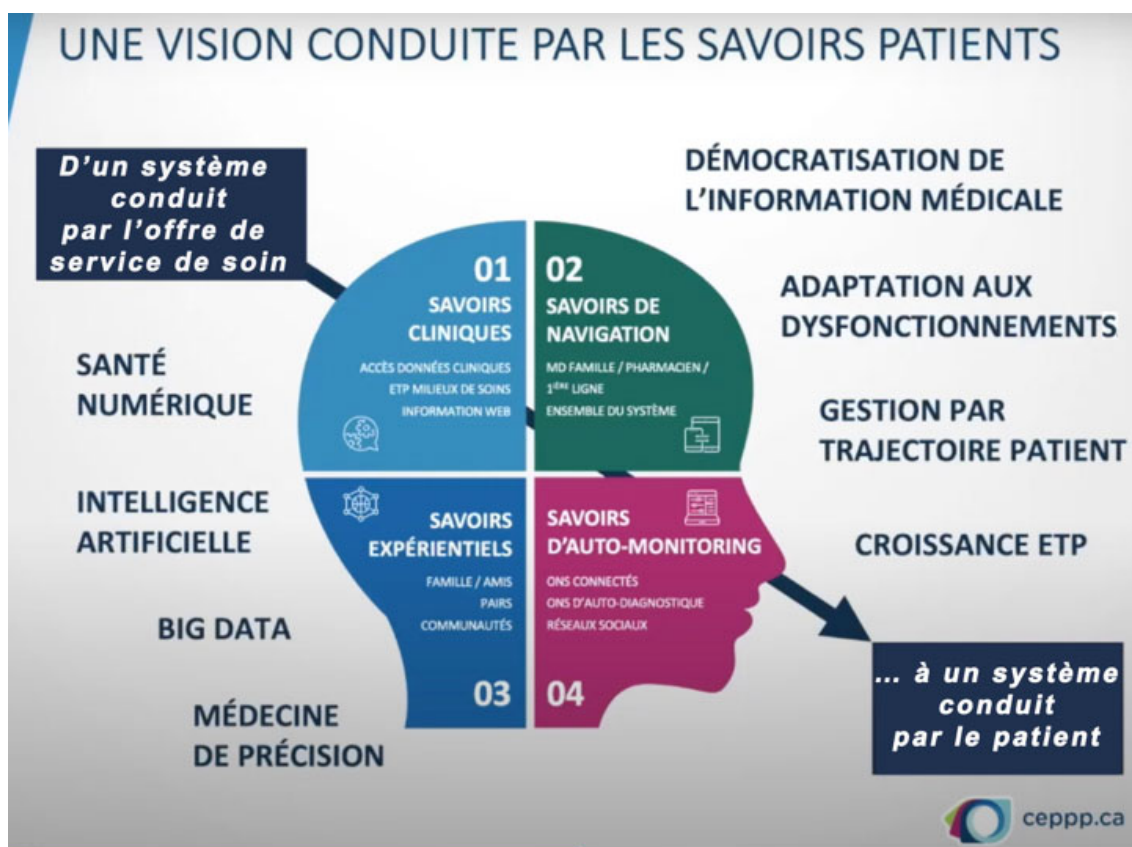 UNE VISION CONDUITE PAR LES SAVOIRS PATIENTS
D'un système
conduit
par l'offre de
service de soin
DÉMOCRATISATION DE
L'INFORMATION MÉDICALE
ADAPTATION AUX
DYSFONCTIONNEMENTS
GESTION PAR
TRAJECTOIRE PATIENT
CROISSANCE ETP
SANTÉ
NUMÉRIQUE
INTELLIGENCE
ARTIFICIELLE
BIG DATA
MÉDECINE
DE PRÉCISION
01
SAVOIRS
CLINIQUES
ACCÈS DONNÉES CLINIQUES
ETP MILIEUX DE SOINS
INFORMATION WEB
02
SAVOIRS DE
NAVIGATION
MD FAMILLE / PHARMACIEN /
1IÈRE LIGNE
ENSEMBLE DU SYSTÈME
SAVOIRS
EXPÉRIENTIELS
FAMILLE / AMIS
PAIRS
COMMUNAUTÉS
03
SAVOIRS
D'AUTO-MONITORING
ONS CONNECTÉS
ONS D'AUTO-DIAGNOSTIQUE
RÉSEAUX SOCIAUX
04
... à un système
conduit
par le patient
ceppp.ca